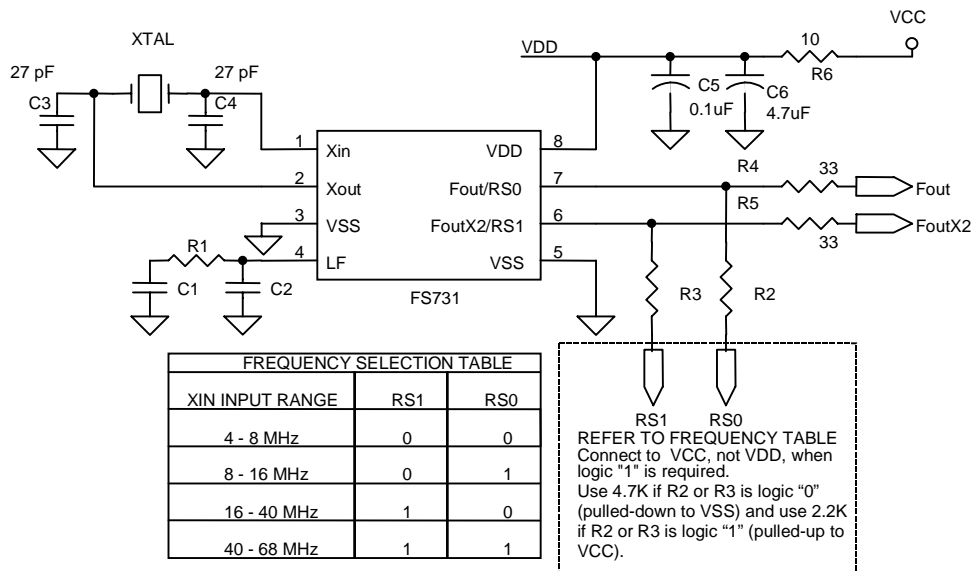 XTAL
27 pF
27 pF
C3
C4
VDD
10
R6
VCC
C5
0.1uF
C6
4.7uF
1
Xin
VDD
8
2
Xout
Fout/RS0
7
R4
33
Fout
3
VSS
FoutX2/RS1
6
R5
33
FoutX2
R1
4
LF
VSS
5
C1
C2
FS731
R3
R2
FREQUENCY SELECTION TABLE
XIN INPUT RANGE RS1 RS0
4 - 8 MHz 0 0
8 - 16 MHz 0 1
16 - 40 MHz 1 0
40 - 68 MHz 1 1
RS1
RS0
REFER TO FREQUENCY TABLE
Connect to VCC, not VDD, when
logic "1" is required.
Use 4.7K if R2 or R3 is logic “0”
(pulled-down to VSS) and use 2.2K
if R2 or R3 is logic “1” (pulled-up to
VCC).